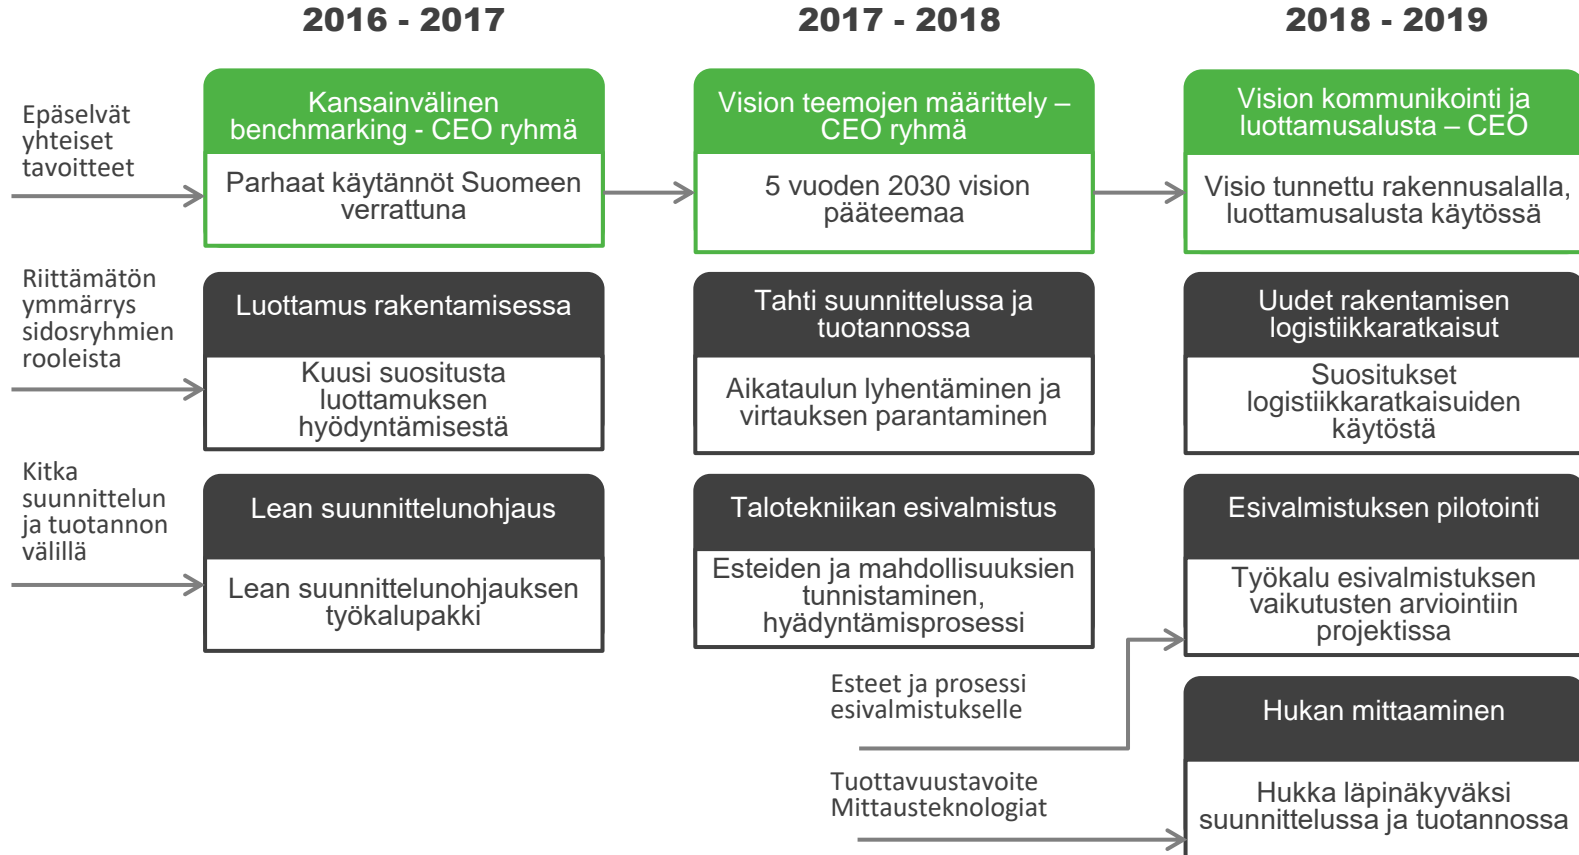 2016 - 2017
2017 - 2018
2018 - 2019
Epäselvät
yhteiset
tavoitteet
Kansainvälinen
benchmarking - CEO ryhmä
Parhaat käytännöt Suomeen
verrattuna
Vision teemojen määrittely –
CEO ryhmä
5 vuoden 2030 vision
pääteemaa
Vision kommunikointi ja
luottamusalusta – CEO
Visio tunnettu rakennusalalla,
luottamusalusta käytössä
Riittämätön
ymmärrys
sidosryhmien
rooleista
Luottamus rakentamisessa
Kuusi suositusta
luottamuksen
hyödyntämisestä
Tahti suunnittelussa ja
tuotannossa
Aikataulun lyhentäminen ja
virtauksen parantaminen
Uudet rakentamisen
logistiikkaratkaisut
Suositukset
logistiikkaratkaisuiden
käytöstä
Kitka
suunnittelun
ja tuotannon
välillä
Lean suunnittelunohjaus
Lean suunnittelunohjauksen
työkalupakki
Talotekniikan esivalmistus
Esteiden ja mahdollisuuksien
tunnistaminen,
hyädyntämisprosessi
Esivalmistuksen pilotointi
Työkalu esivalmistuksen
vaikutusten arviointiin
projektissa
Esteet ja prosessi
esivalmistukselle
Tuottavuustavoite
Mittausteknologiat
Hukan mittaaminen
Hukka läpinäkyväksi
suunnittelussa ja tuotannossa